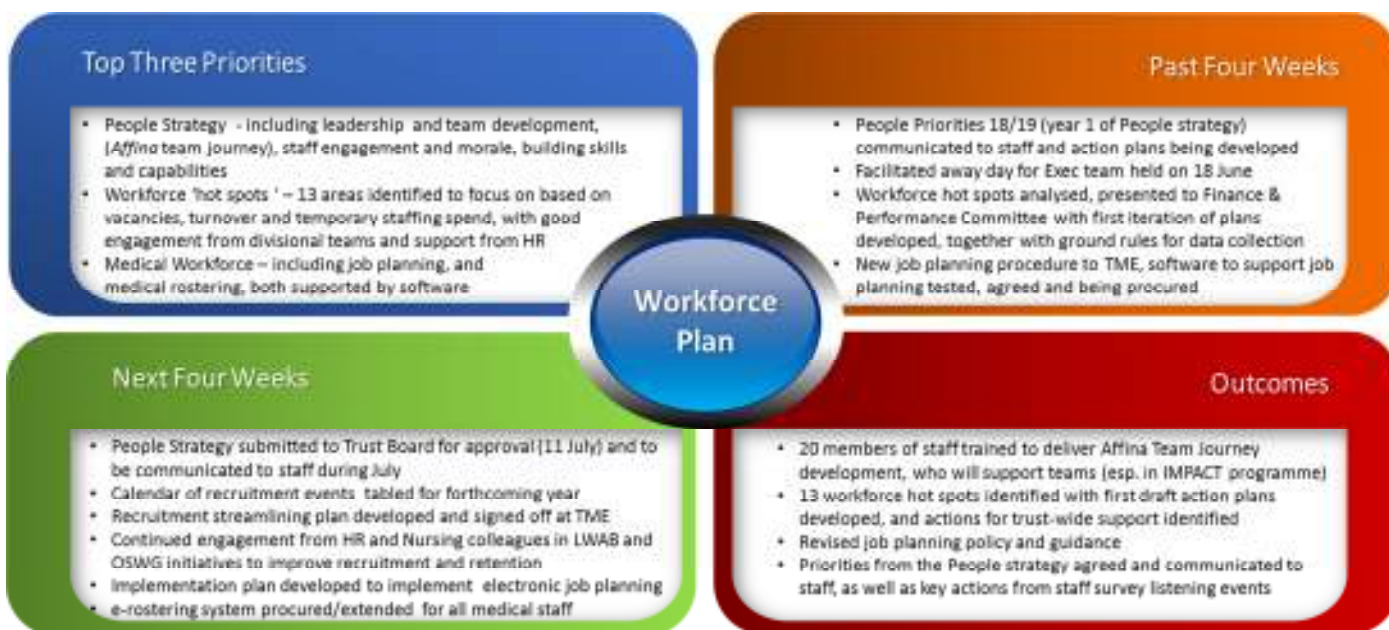 Top Three Priorities
• People Strategy - including leadership and team development,
(Affina team journey), staff engagement and morale, building skills
and capabilities
• Workforce 'hot spots ' – 13 areas identified to focus on based on
vacancies, turnover and temporary staffing spend, with good
engagement from divisional teams and support from HR
• Medical Workforce – including job planning, and
medical rostering, both supported by software
Past Four Weeks
• People Priorities 18/19 (year 1 of People strategy)
communicated to staff and action plans being developed
• Facilitated away day for Exec team held on 18 June
• Workforce hot spots analysed, presented to Finance &
Performance Committee with first iteration of plans
developed, together with ground rules for data collection
• New job planning procedure to TME, software to support job
planning tested, agreed and being procured
Workforce
Plan
Next Four Weeks
• People Strategy submitted to Trust Board for approval (11 July) and to
be communicated to staff during July
• Calendar of recruitment events tabled for forthcoming year
• Recruitment streamlining plan developed and signed off at TME
• Continued engagement from HR and Nursing colleagues in LWAB and
OSWG initiatives to improve recruitment and retention
• Implementation plan developed to implement electronic job planning
• e-rostering system procured/extended for all medical staff
Outcomes
• 20 members of staff trained to deliver Affina Team Journey
development, who will support teams (esp. in IMPACT programme)
• 13 workforce hot spots identified with first draft action plans
developed, and actions for trust-wide support identified
• Revised job planning policy and guidance
• Priorities from the People strategy agreed and communicated to
staff, as well as key actions from staff survey listening events